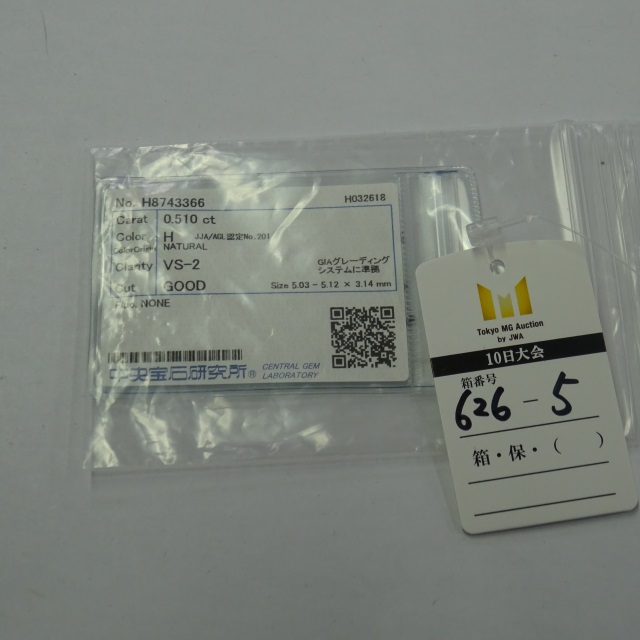 No. H8743366 H032618
Carat 0.510 ct
Color H JJA/AGL認定No.201
Color Origin NATURAL
Clarity VS-2 GIAグレーディング
システムに準拠
Cut GOOD Size 5.03 - 5.12 × 3.14 mm
NONE
中央宝石研究所® CENTRAL GEM
LABORATORY
Tokyo MG Auction
by JWA
10日大会
箱番号
626-5
箱・保・( )